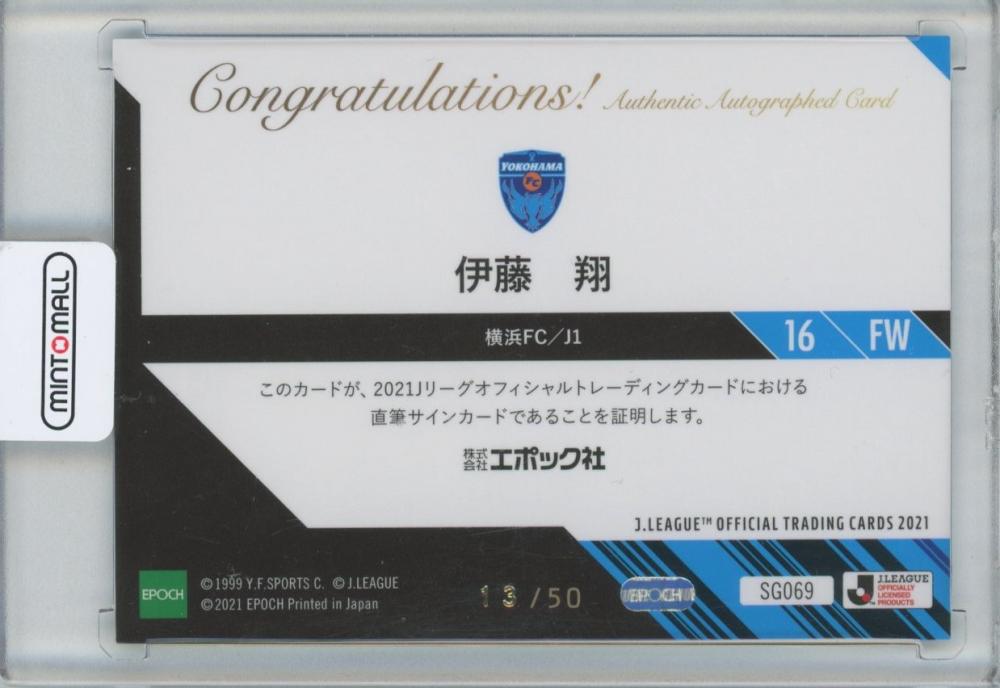 Congratulations! Authentic Autographed Card
YOKOHAMA
FC
伊藤 翔
横浜FC/J1
16 FW
このカードが、2021Jリーグオフィシャルトレーディングカードにおける
直筆サインカードであることを証明します。
株式会社エポック社
J.LEAGUE™ OFFICIAL TRADING CARDS 2021
EPOCH
©1999 Y.F.SPORTS C. ©J.LEAGUE
©2021 EPOCH Printed in Japan
13/50
EPOCH
SG069
J.LEAGUE
OFFICIALLY
LICENSED
PRODUCTS
MINTOMALL